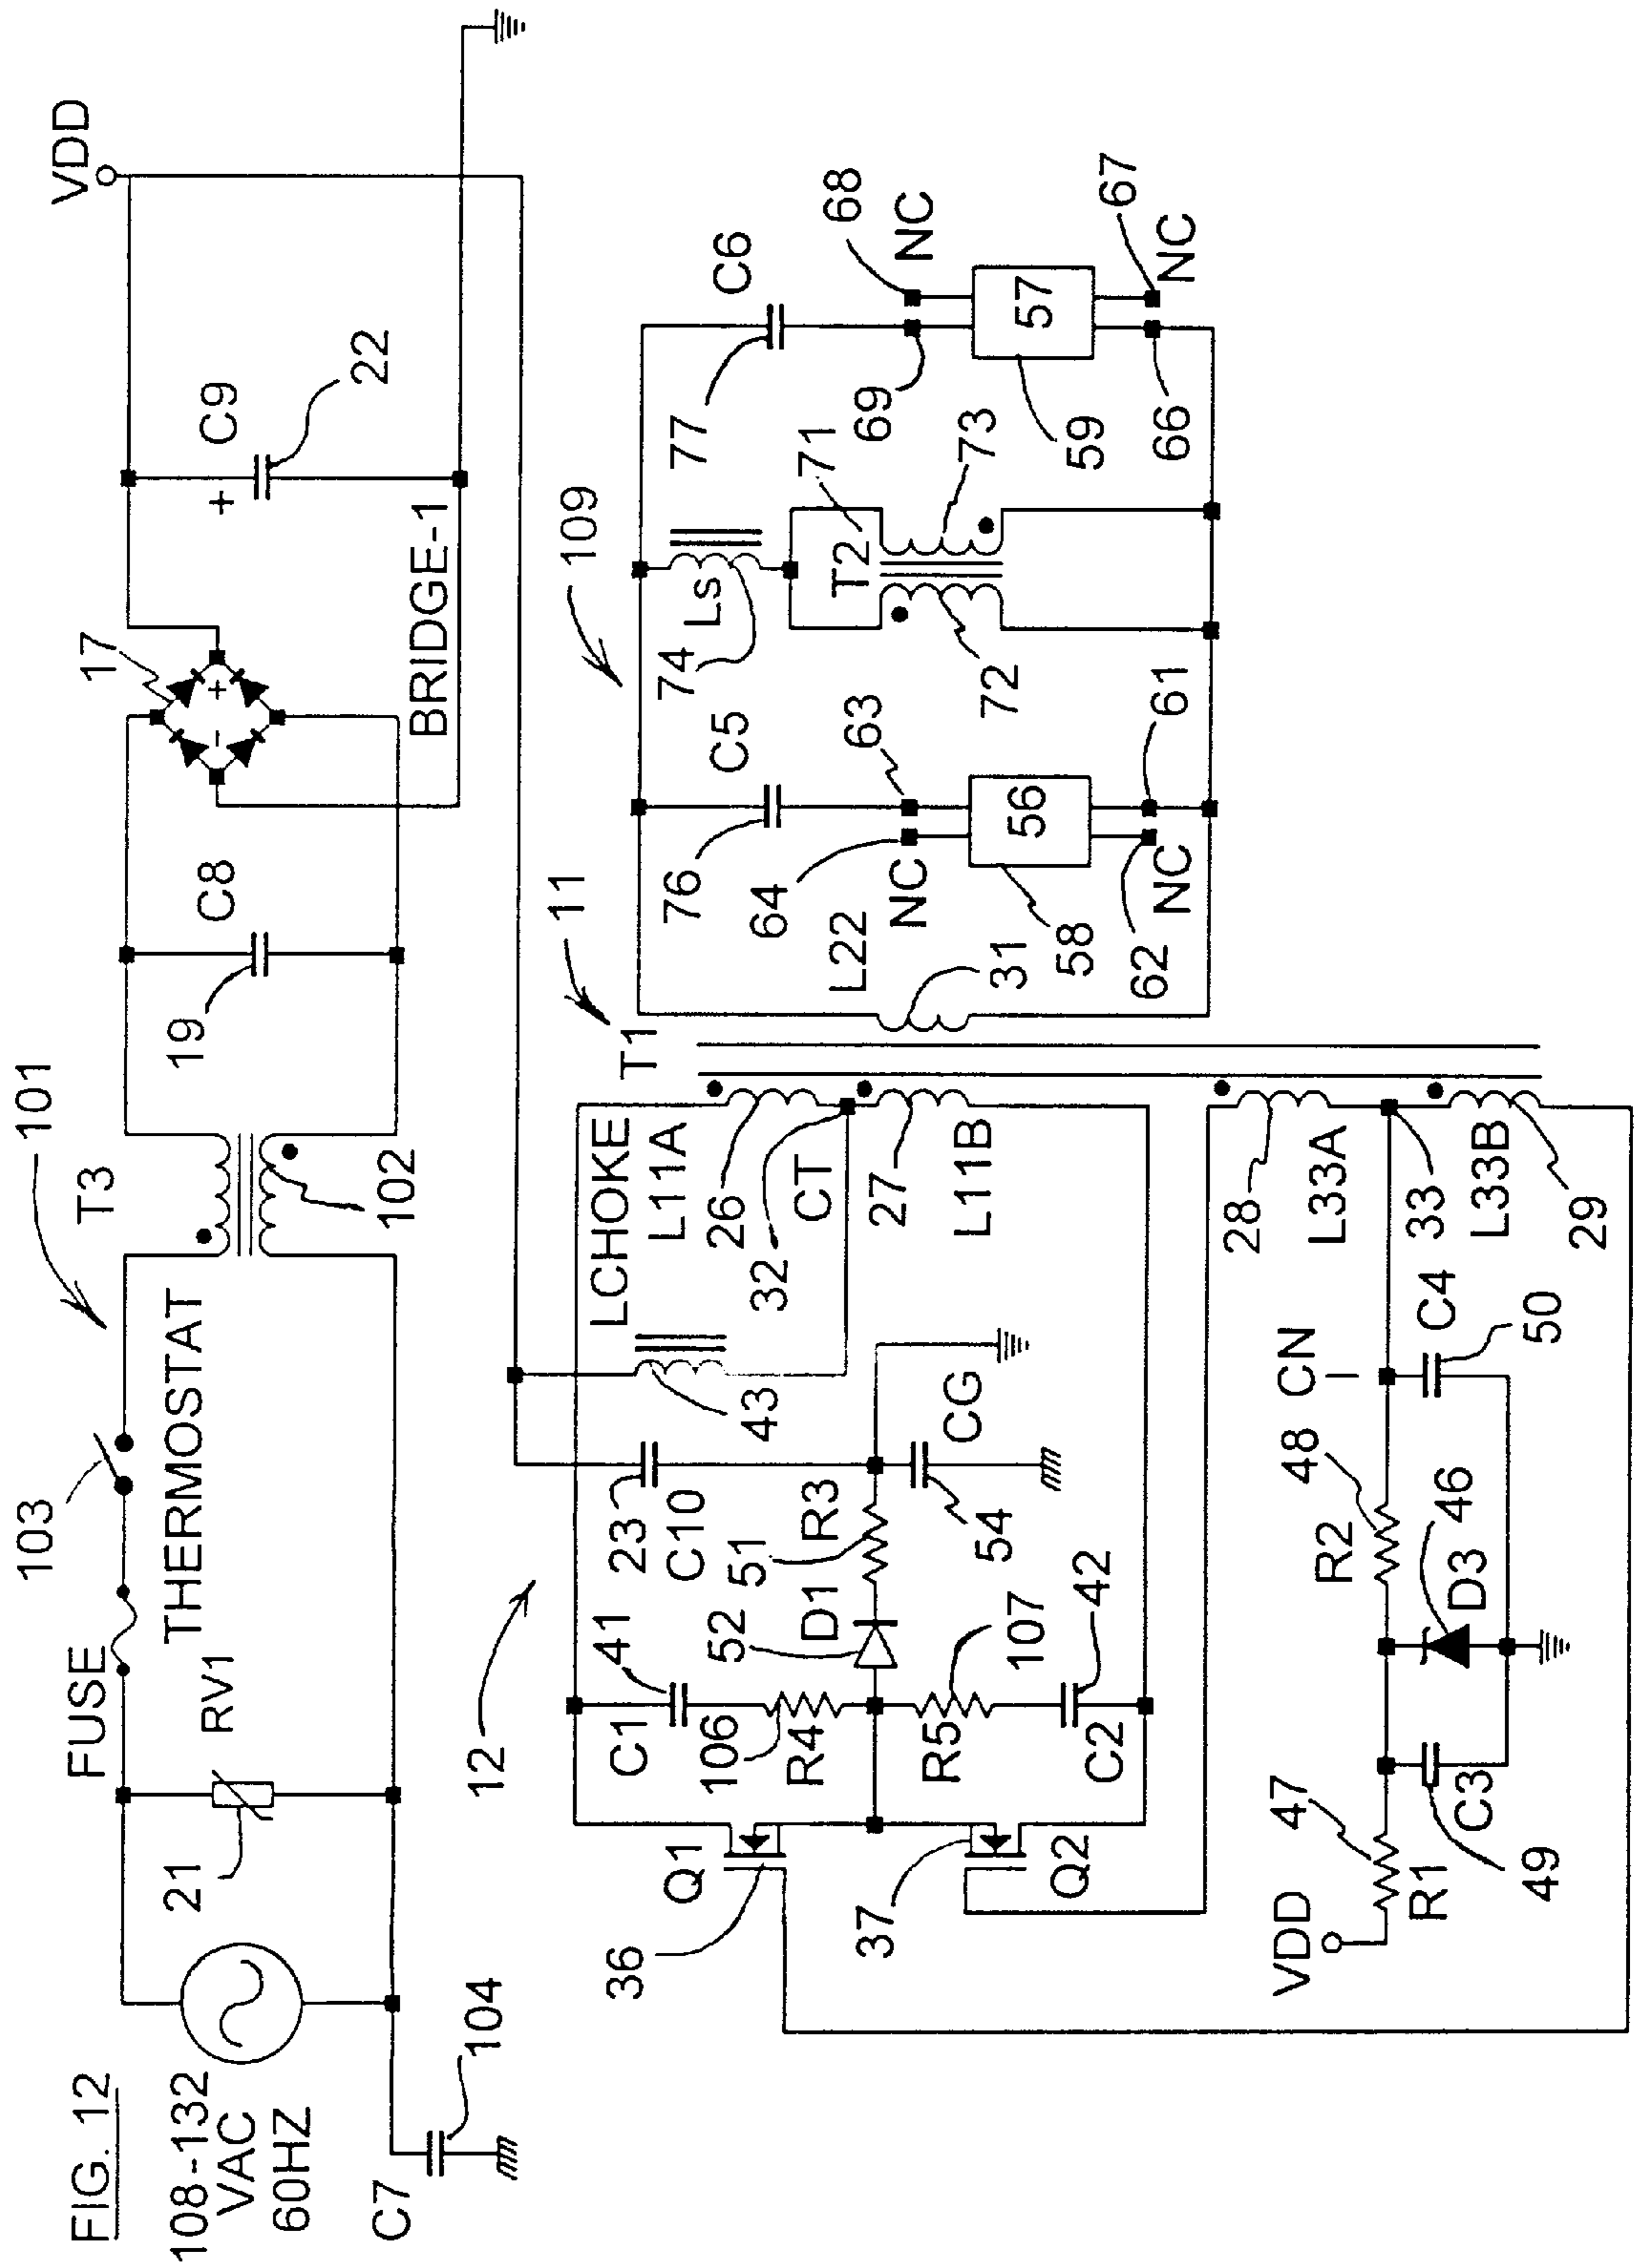 FIG. 12
108-132
VAC
60HZ
C7
104
21
RV1
FUSE
103
THERMOSTAT
101
T3
102
19
C8
17
+
-
BRIDGE-1
C9
+
22
VDD
12
36
Q1
37
Q2
C1
41
106
R4
52
D1
R5
107
C2
42
23
C10
51
R3
54
CG
43
LCHOKE
L11A
26
32
CT
27
L11B
T1
11
L22
31
109
76
C5
64
NC
63
56
58
62
NC
61
74
Ls
T2
71
72
73
77
C6
69
68
NC
57
59
66
67
NC
VDD
47
R1
49
C3
R2
48
D3
46
CN
C4
50
28
L33A
33
L33B
29